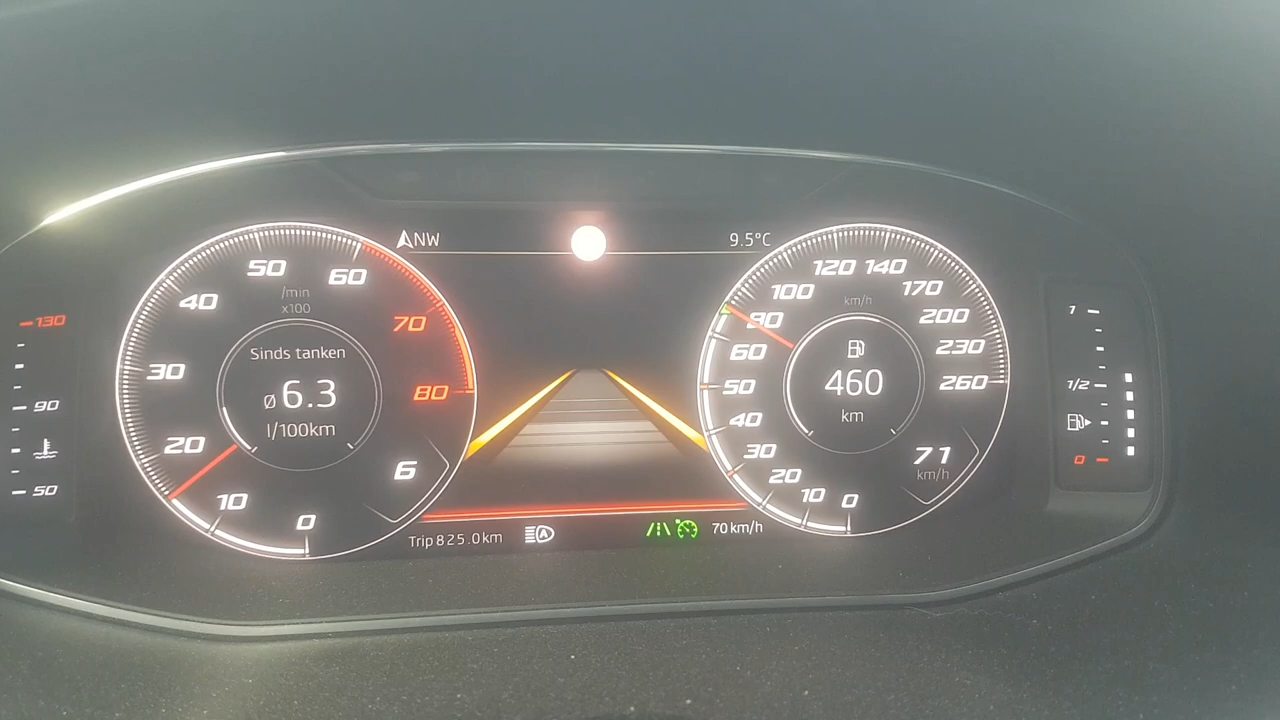 NW
9.5°C
130
90
50
0
10
20
30
40
50
60
70
80
/min
x100
Sinds tanken
ø 6.3
l/100km
6
Trip 825.0 km
A
70 km/h
0
10
20
30
40
50
60
80
100
120
140
170
200
230
260
km/h
460
km
71
km/h
1
1/2
0